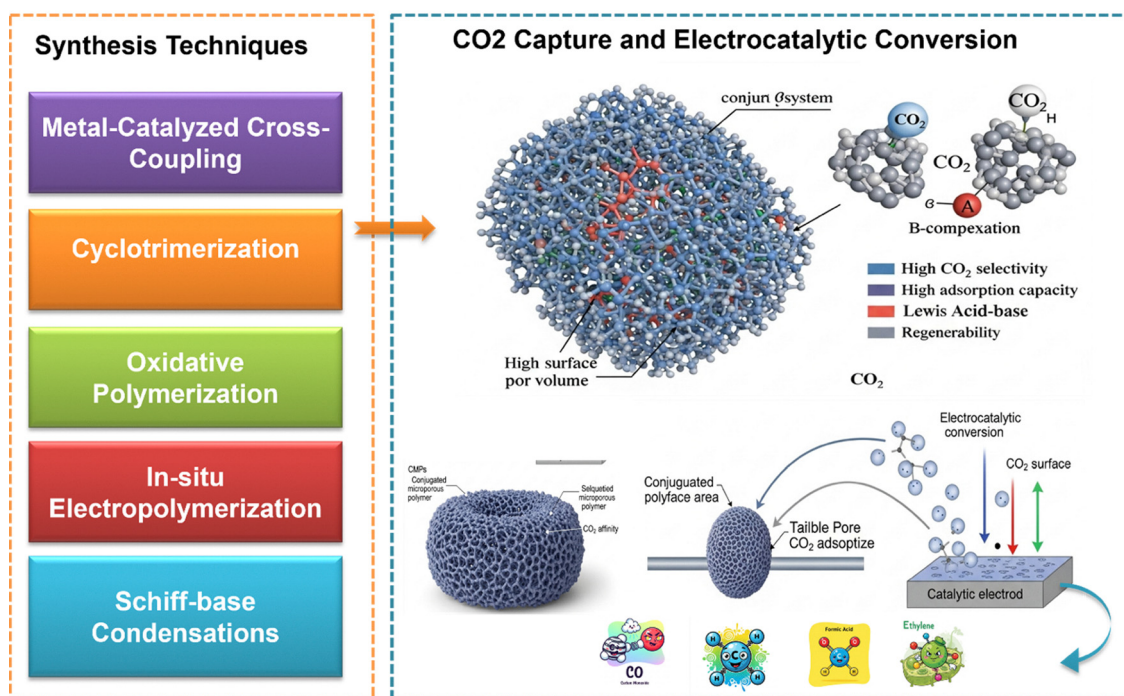 Synthesis Techniques
Metal-Catalyzed Cross-
Coupling
Cyclotrimerization
Oxidative
Polymerization
In-situ
Electropolymerization
Schiff-base
Condensations
CO2 Capture and Electrocatalytic Conversion
conjurı βsystem
CO₂
CO₂
H
CO₂
β
A
B-compexation
High CO₂ selectivity
High adsorption capacity
Lewis Acid-base
Regenerability
High surface
por volume
CO₂
CMPs
Conjugated microporous
polymer
Selquetied microporous
polymer
CO₂ affinity
Conjuguated
polyface area
Tailble Pore
CO₂ adsoptize
Electrocatalytic
conversion
CO₂ surface
Catalytic electrod
CO
H
H
C
H
H
Formic Acid
Ethylene